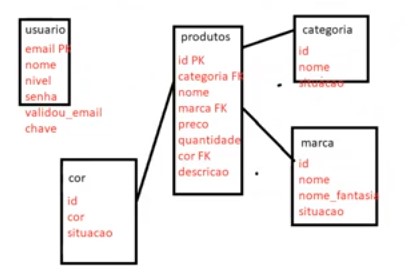 usuario
email PK
nome
nivel
senha
validou_email
chave
produtos
id PK
categoria FK
nome
marca FK
preco
quantidade
cor FK
descricao
categoria
id
nome
situacao
marca
id
nome
nome_fantasia
situacao
cor
id
cor
situacao